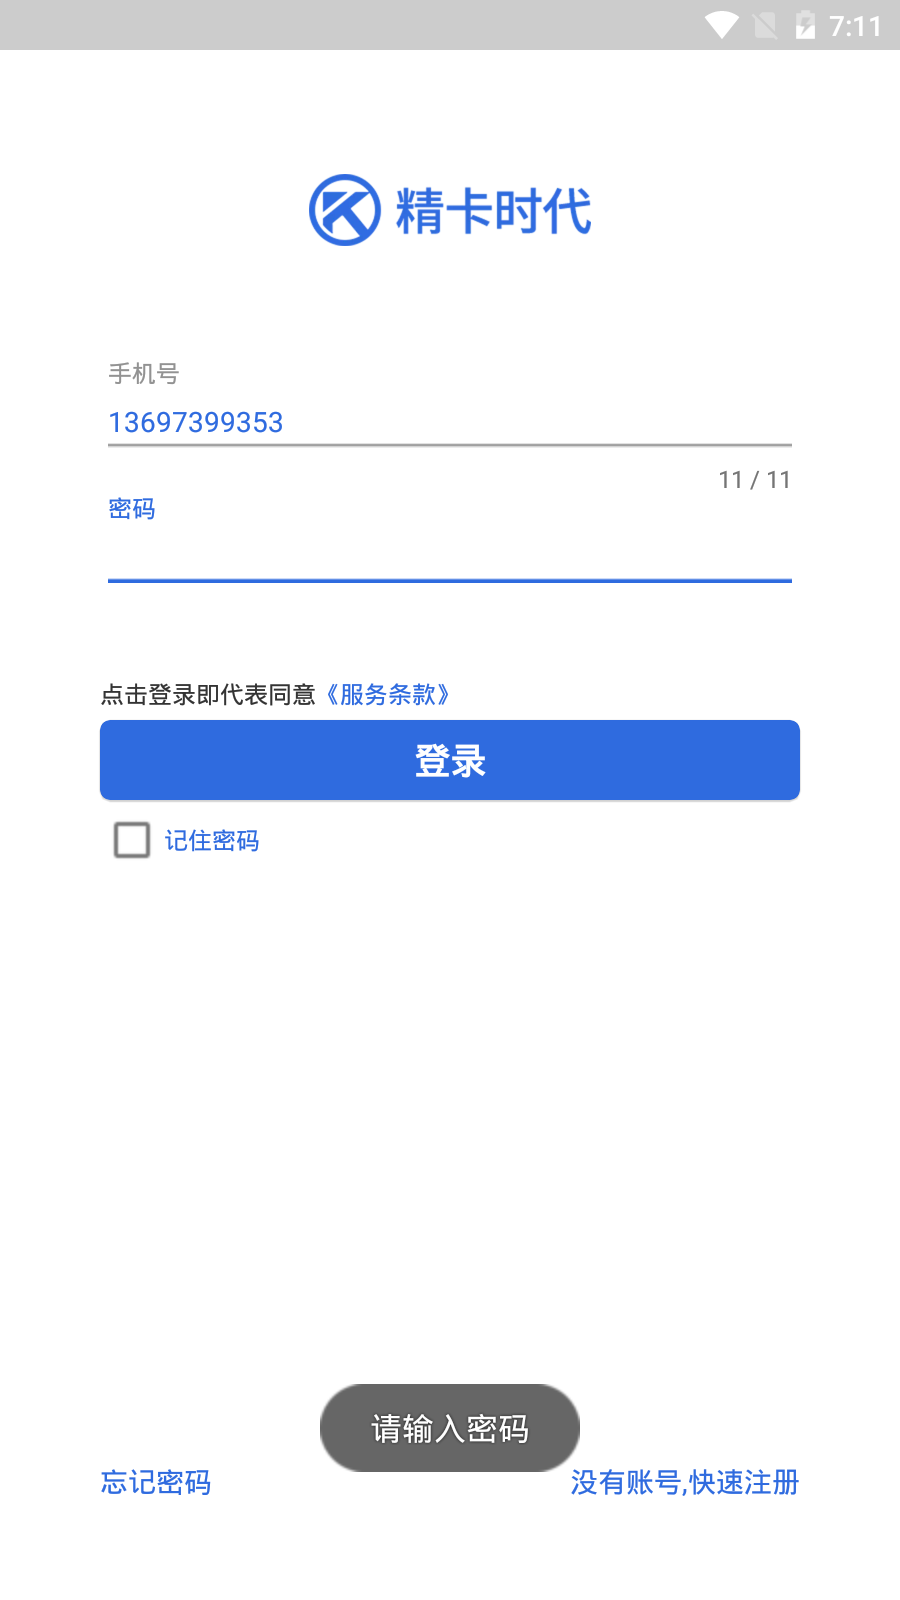 7:11
精卡时代
手机号
13697399353
11 / 11
密码
点击登录即代表同意《服务条款》
登录
记住密码
请输入密码
忘记密码
没有账号,快速注册